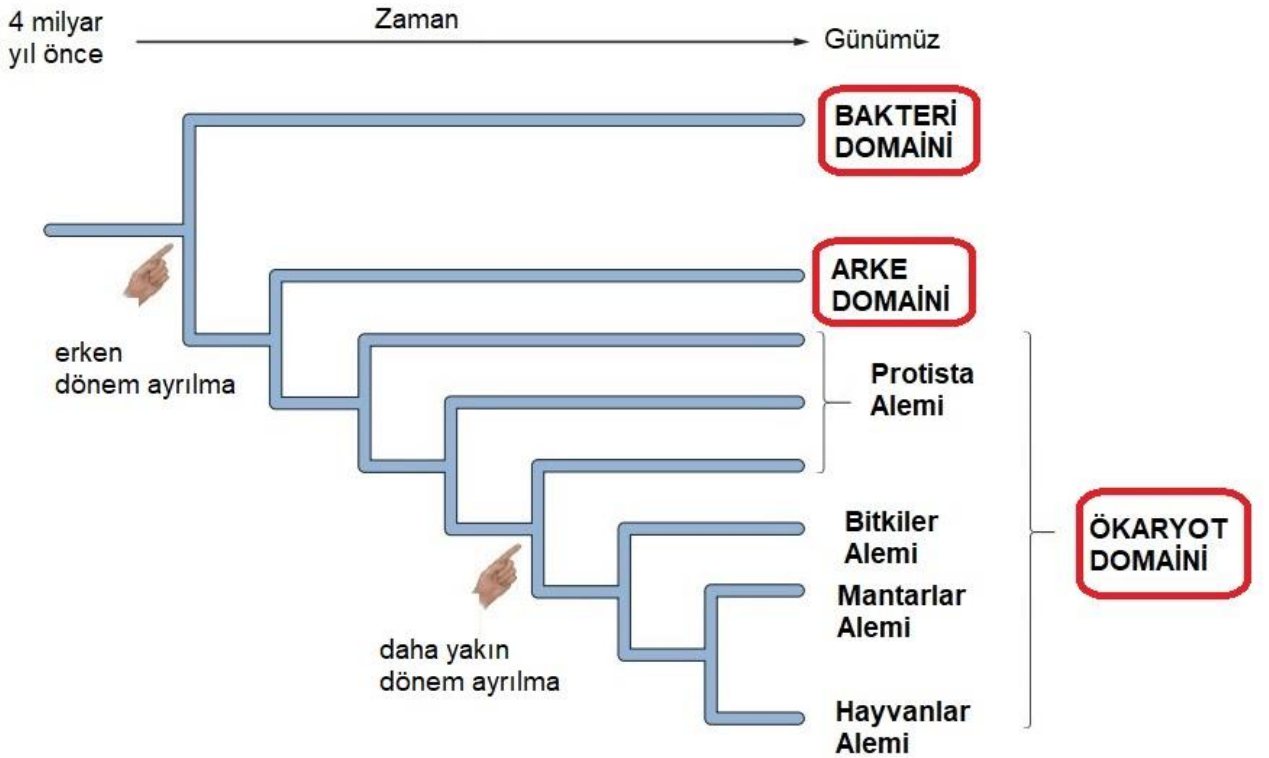 4 milyar
yıl önce
Zaman
Günümüz
BAKTERİ
DOMAİNİ
ARKE
DOMAİNİ
erken
dönem ayrılma
Protista
Alemi
Bitkiler
Alemi
ÖKARYOT
DOMAİNİ
Mantarlar
Alemi
daha yakın
dönem ayrılma
Hayvanlar
Alemi